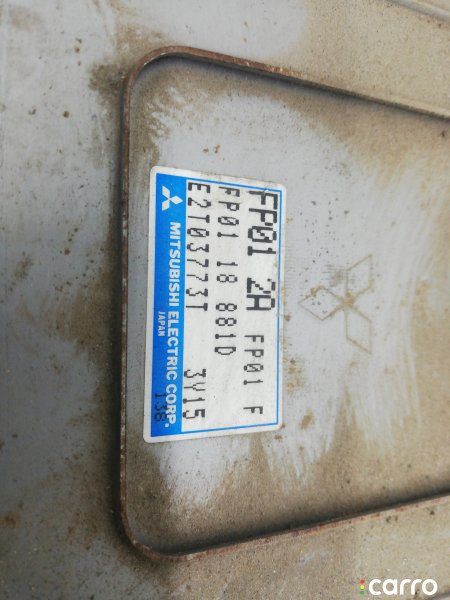 FP01 2A FP01 F
FP01 18 881D
E2T03773T 3Y15
MITSUBISHI ELECTRIC CORP. 138
JAPAN
carro